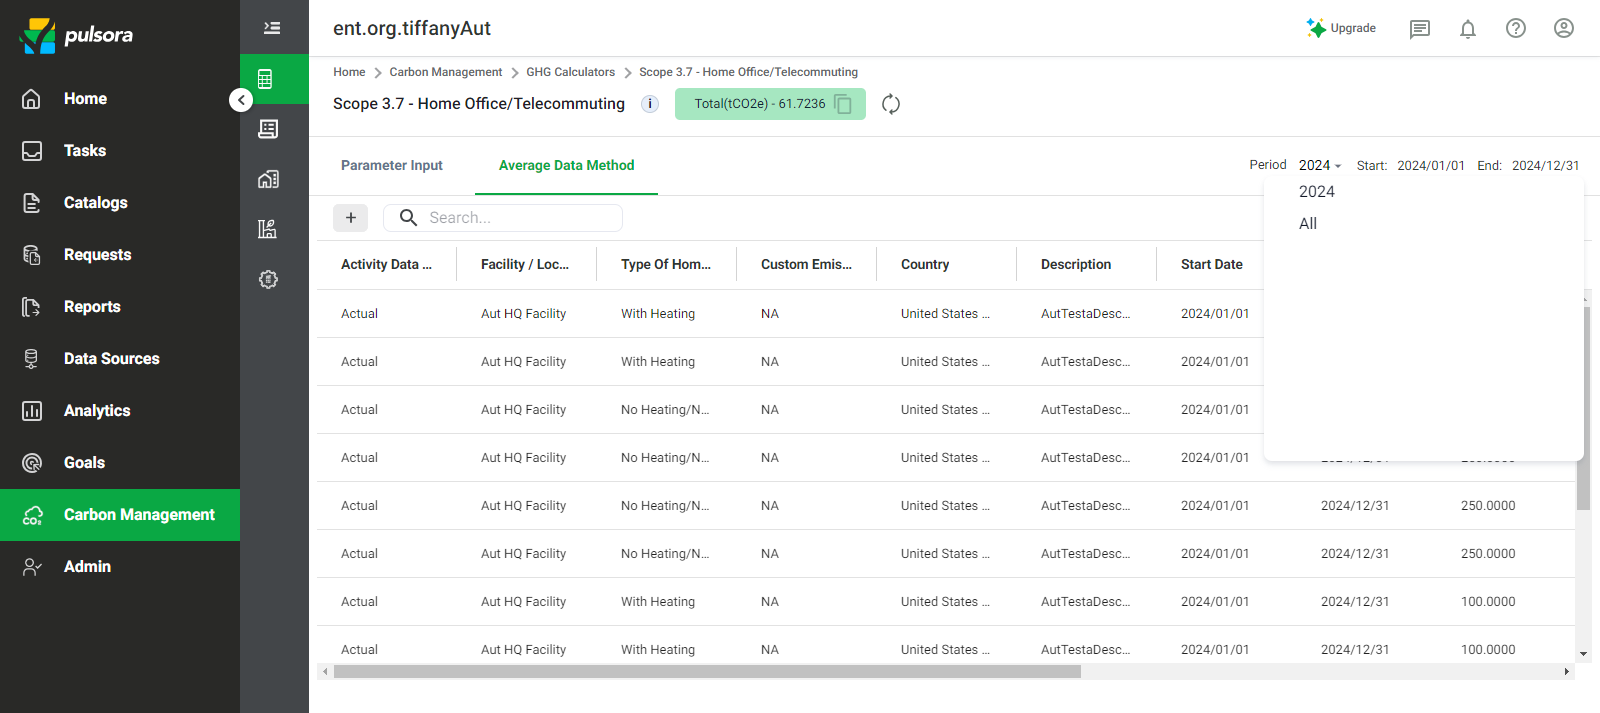 pulsora
Home
Tasks
Catalogs
Requests
Reports
Data Sources
Analytics
Goals
Carbon Management
Admin
ent.org.tiffanyAut
Upgrade
Home > Carbon Management > GHG Calculators > Scope 3.7 - Home Office/Telecommuting
Scope 3.7 - Home Office/Telecommuting i Total(tCO2e) - 61.7236
Parameter Input Average Data Method Period 2024 Start: 2024/01/01 End: 2024/12/31
2024
All
+ Search...
Activity Data ... Facility / Loc... Type Of Hom... Custom Emis... Country Description Start Date
Actual Aut HQ Facility With Heating NA United States ... AutTestaDesc... 2024/01/01
Actual Aut HQ Facility With Heating NA United States ... AutTestaDesc... 2024/01/01
Actual Aut HQ Facility No Heating/N... NA United States ... AutTestaDesc... 2024/01/01
Actual Aut HQ Facility No Heating/N... NA United States ... AutTestaDesc... 2024/01/01
Actual Aut HQ Facility No Heating/N... NA United States ... AutTestaDesc... 2024/01/01 2024/12/31 250.0000
Actual Aut HQ Facility No Heating/N... NA United States ... AutTestaDesc... 2024/01/01 2024/12/31 250.0000
Actual Aut HQ Facility With Heating NA United States ... AutTestaDesc... 2024/01/01 2024/12/31 100.0000
Actual Aut HQ Facility With Heating NA United States ... AutTestaDesc... 2024/01/01 2024/12/31 100.0000